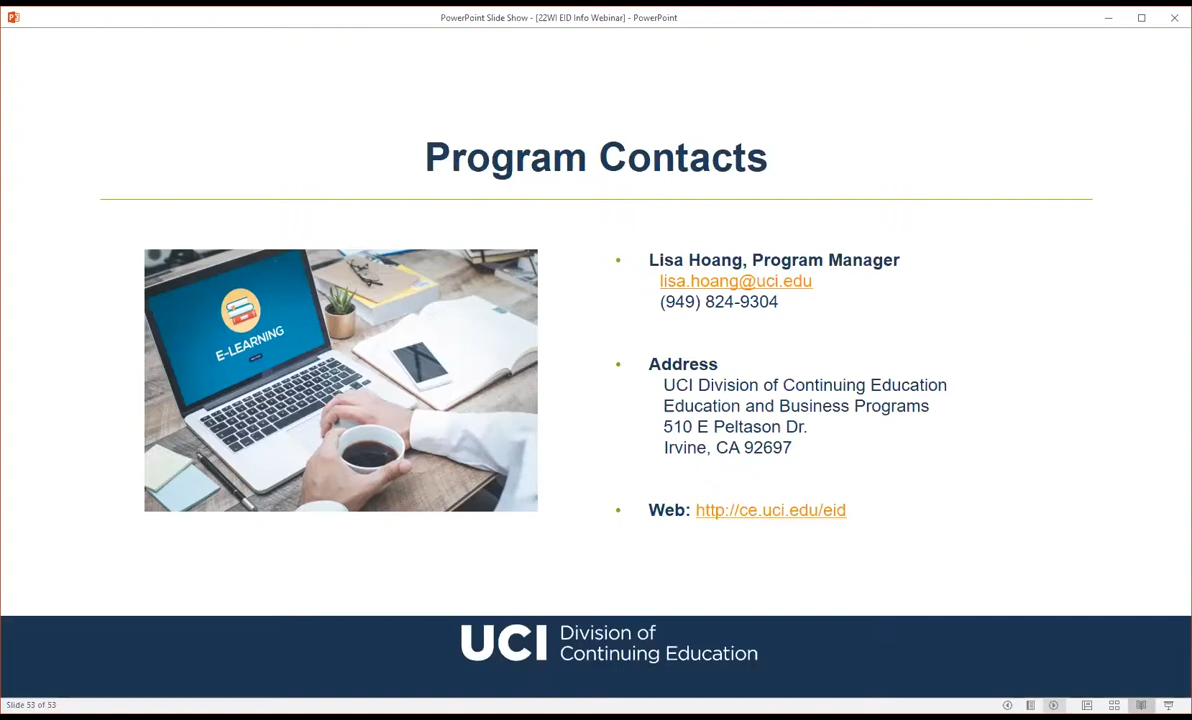 PowerPoint Slide Show - [22WI EID Info Webinar] - PowerPoint
Program Contacts
E-LEARNING
• Lisa Hoang, Program Manager
lisa.hoang@uci.edu
(949) 824-9304
• Address
UCI Division of Continuing Education
Education and Business Programs
510 E Peltason Dr.
Irvine, CA 92697
• Web: http://ce.uci.edu/eid
UCI Division of
Continuing Education
Slide 53 of 53